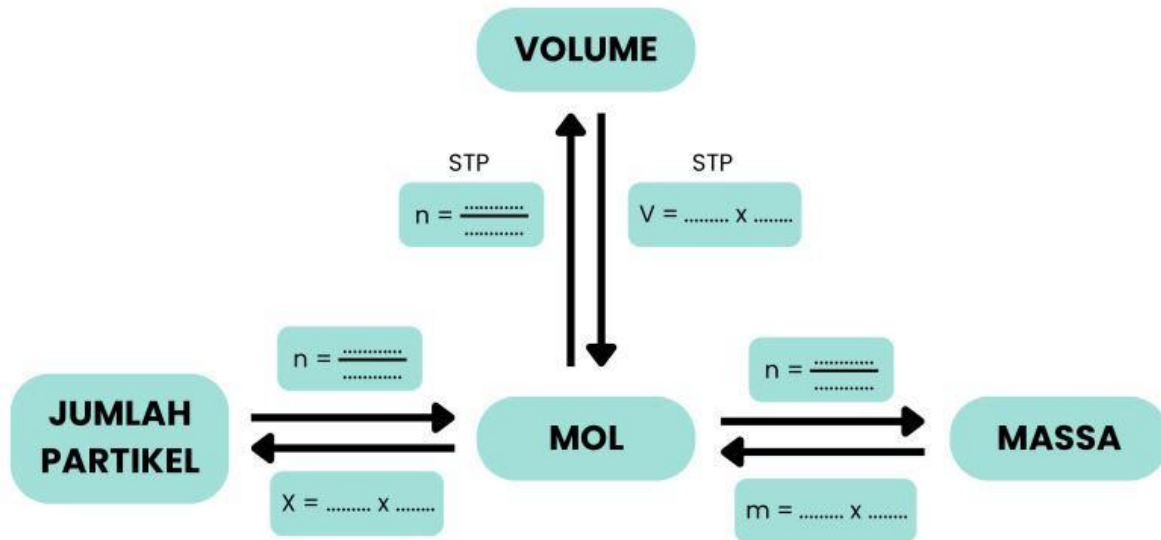 VOLUME
STP
n = ............
............
STP
V = ......... x ........
n = ............
............
n = ............
............
JUMLAH
PARTIKEL
MOL
MASSA
X = ......... x ........
m = ......... x ........